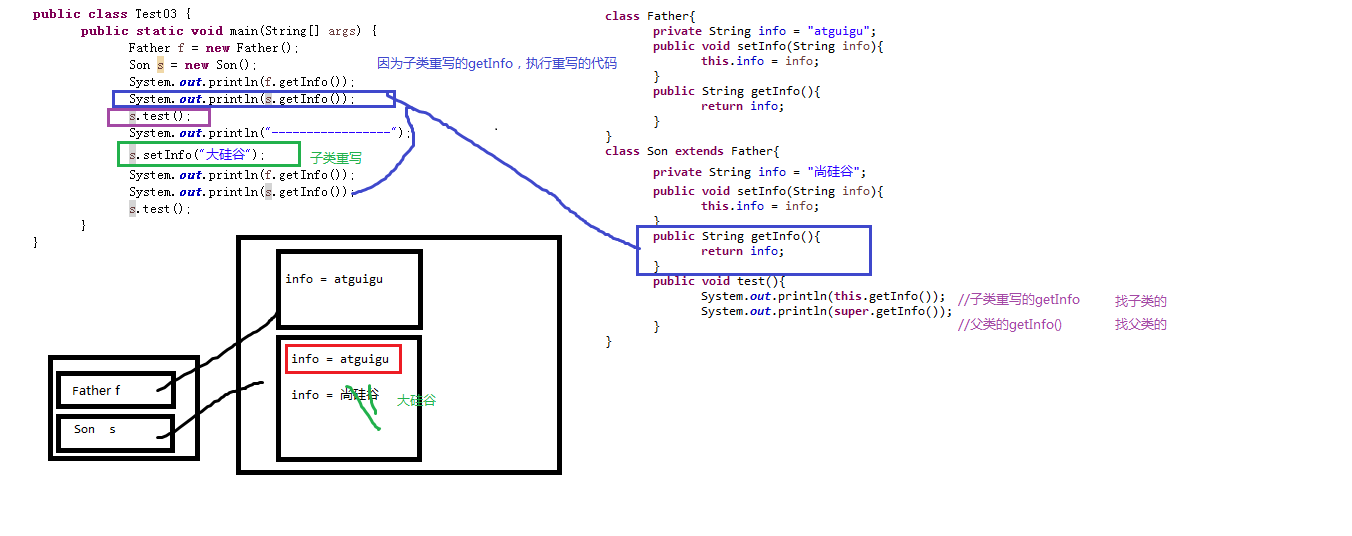 public class Test03 {
public static void main(String[] args) {
Father f = new Father();
Son s = new Son();
System.out.println(f.getInfo());
System.out.println(s.getInfo());
s.test();
System.out.println("-----------------");
s.setInfo("大硅谷");
System.out.println(f.getInfo());
System.out.println(s.getInfo());
s.test();
}
}
因为子类重写的getInfo，执行重写的代码
子类重写
class Father{
private String info = "atguigu";
public void setInfo(String info){
this.info = info;
}
public String getInfo(){
return info;
}
}
class Son extends Father{
private String info = "尚硅谷";
public void setInfo(String info){
this.info = info;
}
public String getInfo(){
return info;
}
public void test(){
System.out.println(this.getInfo()); //子类重写的getInfo 找子类的
System.out.println(super.getInfo()); //父类的getInfo() 找父类的
}
}
info = atguigu
info = atguigu
info = 尚硅谷 大硅谷
Father f
Son s